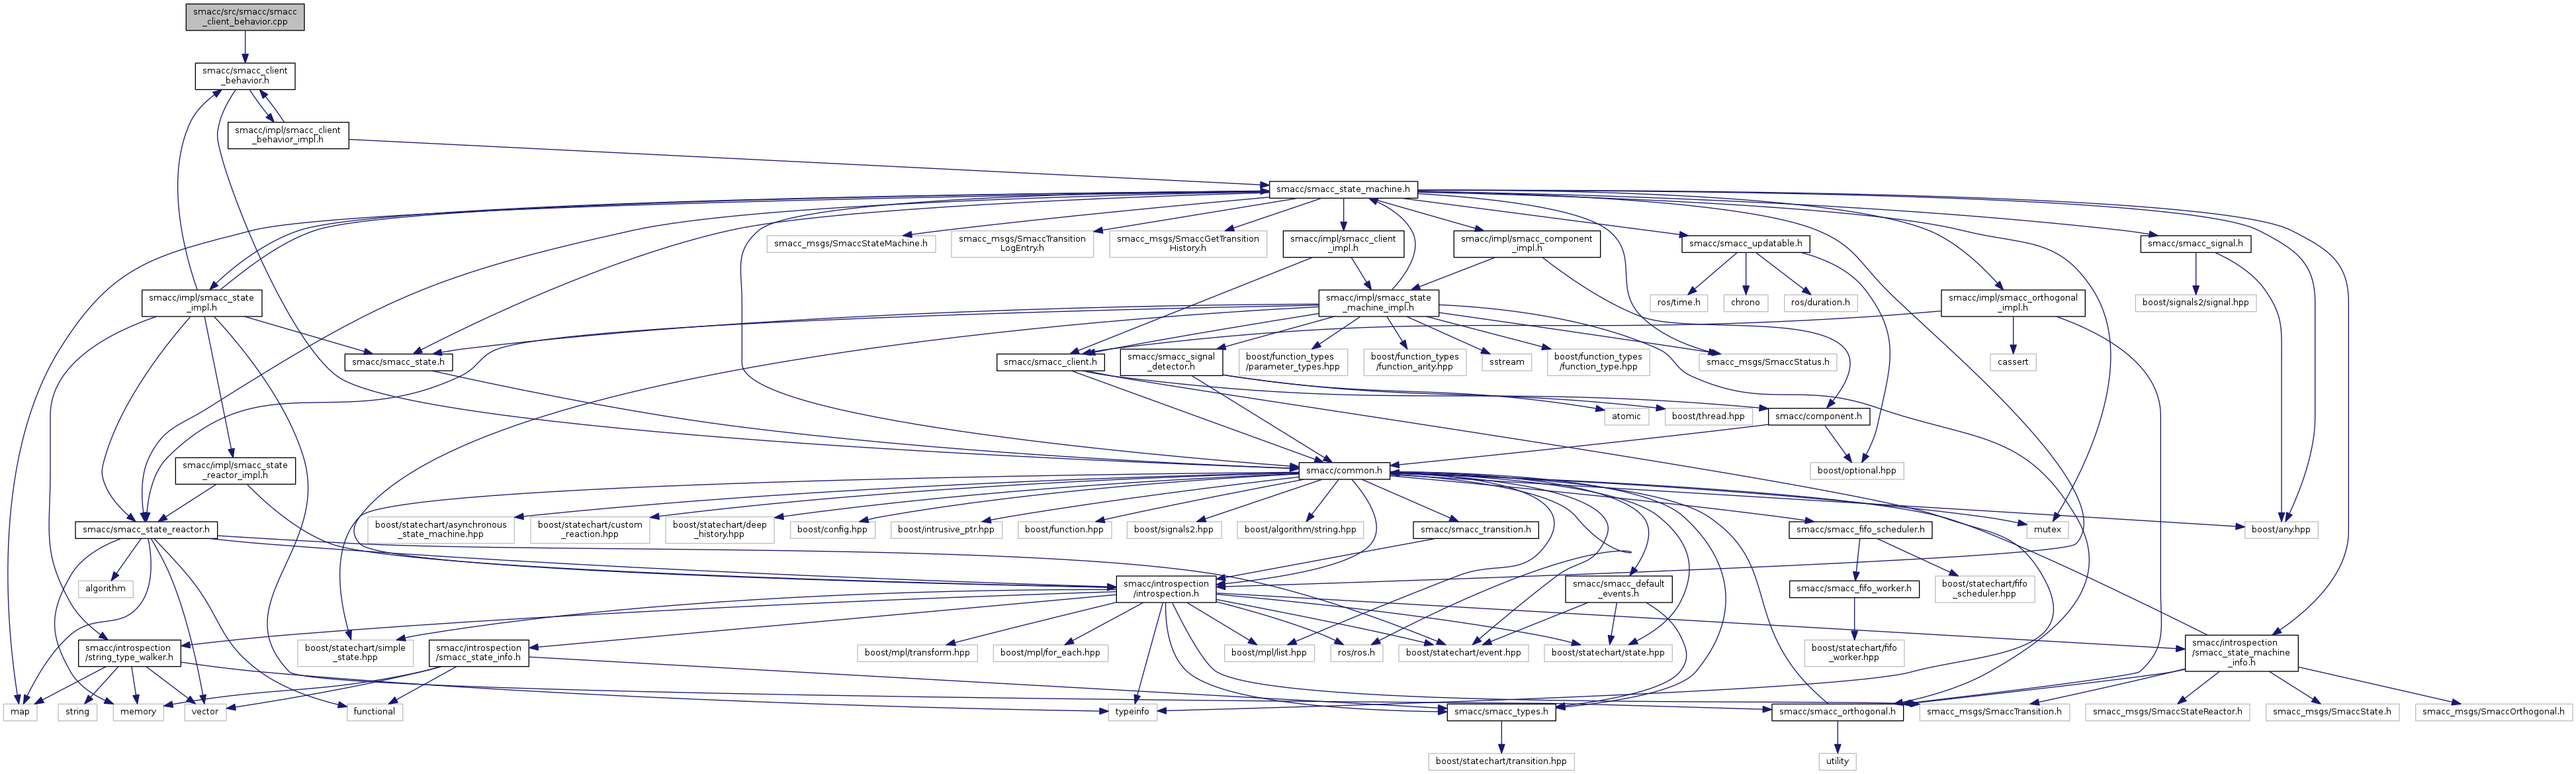 smacc/src/smacc/smacc
_client_behavior.cpp
smacc/smacc_client
_behavior.h
smacc/impl/smacc_client
_behavior_impl.h
smacc/smacc_state_machine.h
smacc_msgs/SmaccStateMachine.h
smacc_msgs/SmaccTransition
LogEntry.h
smacc_msgs/SmaccGetTransition
History.h
smacc/impl/smacc_client
_impl.h
smacc/impl/smacc_component
_impl.h
smacc/smacc_updatable.h
smacc/smacc_signal.h
smacc/impl/smacc_state
_impl.h
smacc/impl/smacc_state
_machine_impl.h
ros/time.h
chrono
ros/duration.h
smacc/impl/smacc_orthogonal
_impl.h
boost/signals2/signal.hpp
smacc/smacc_state.h
smacc/smacc_client.h
smacc/smacc_signal
_detector.h
boost/function_types
/parameter_types.hpp
boost/function_types
/function_arity.hpp
sstream
boost/function_types
/function_type.hpp
smacc_msgs/SmaccStatus.h
cassert
atomic
boost/thread.hpp
smacc/component.h
smacc/impl/smacc_state
_reactor_impl.h
smacc/common.h
boost/optional.hpp
smacc/smacc_state_reactor.h
boost/statechart/asynchronous
_state_machine.hpp
boost/statechart/custom
_reaction.hpp
boost/statechart/deep
_history.hpp
boost/config.hpp
boost/intrusive_ptr.hpp
boost/function.hpp
boost/signals2.hpp
boost/algorithm/string.hpp
smacc/smacc_transition.h
smacc/smacc_fifo_scheduler.h
mutex
boost/any.hpp
algorithm
smacc/introspection
/introspection.h
smacc/smacc_default
_events.h
smacc/smacc_fifo_worker.h
boost/statechart/fifo
_scheduler.hpp
smacc/introspection
/string_type_walker.h
boost/statechart/simple
_state.hpp
smacc/introspection
/smacc_state_info.h
boost/mpl/transform.hpp
boost/mpl/for_each.hpp
boost/mpl/list.hpp
ros/ros.h
boost/statechart/event.hpp
boost/statechart/state.hpp
boost/statechart/fifo
_worker.hpp
smacc/introspection
/smacc_state_machine
_info.h
map
string
memory
vector
functional
typeinfo
smacc/smacc_types.h
smacc/smacc_orthogonal.h
smacc_msgs/SmaccTransition.h
smacc_msgs/SmaccStateReactor.h
smacc_msgs/SmaccState.h
smacc_msgs/SmaccOrthogonal.h
boost/statechart/transition.hpp
utility